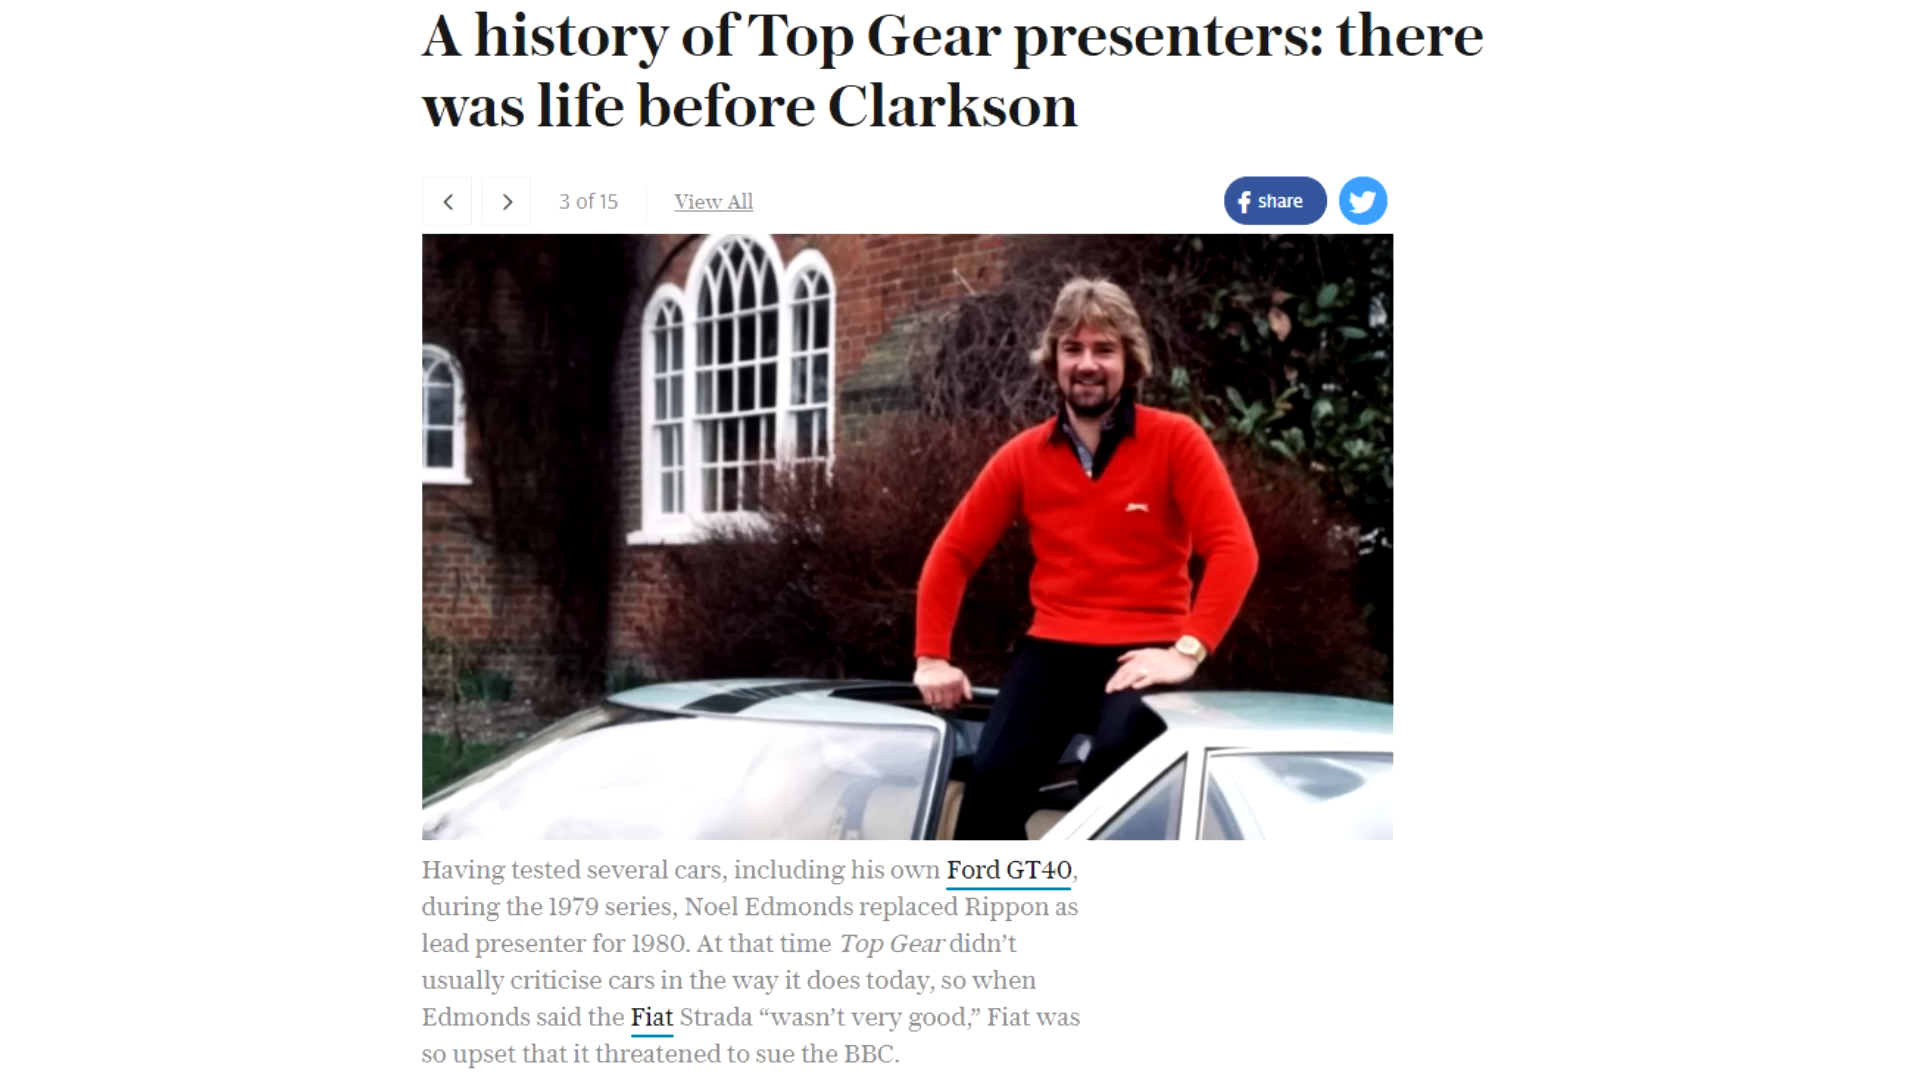 A history of Top Gear presenters: there
was life before Clarkson
3 of 15
View All
share
Having tested several cars, including his own Ford GT40,
during the 1979 series, Noel Edmonds replaced Rippon as
lead presenter for 1980. At that time Top Gear didn’t
usually criticise cars in the way it does today, so when
Edmonds said the Fiat Strada “wasn’t very good,” Fiat was
so upset that it threatened to sue the BBC.